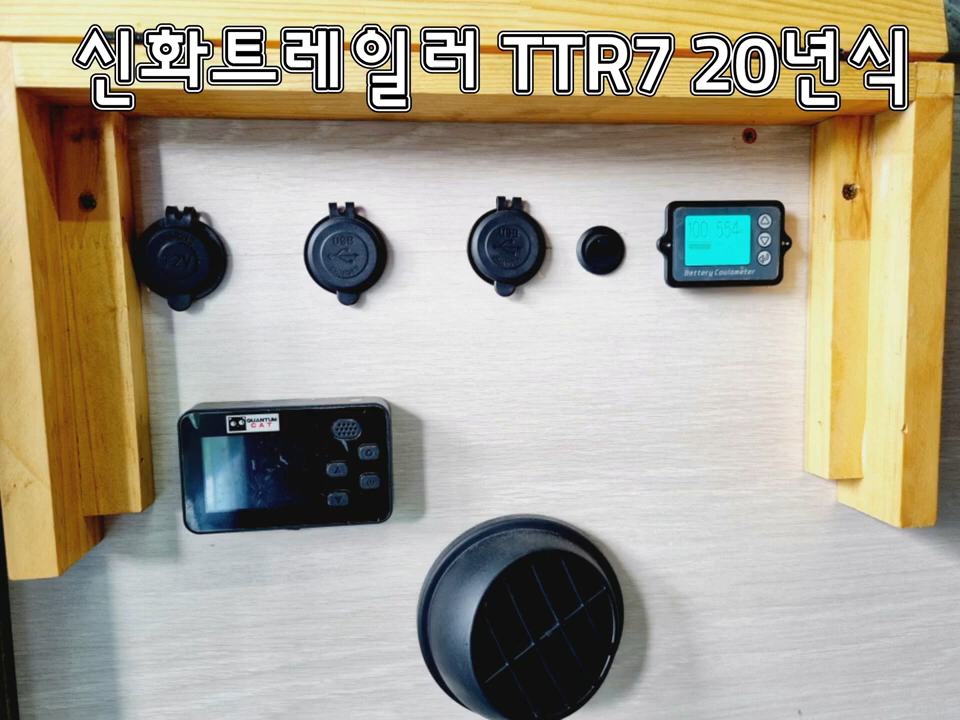 신화트레일러 TTR7 20년식
12V
USB
USB
100 554
Battery Coulometer
QUANTUM
CAT